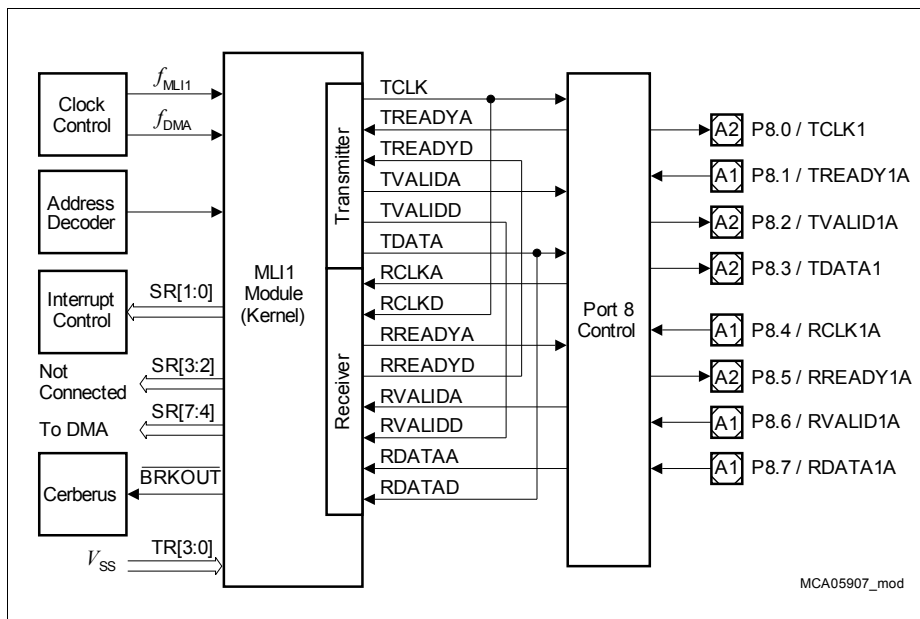 Clock
Control
fMLI1
fDMA
Address
Decoder
Interrupt
Control
SR[1:0]
Not
Connected
SR[3:2]
To DMA
SR[7:4]
Cerberus
BRKOUT
VSS
TR[3:0]
MLI1
Module
(Kernel)
Transmitter
Receiver
TCLK
TREADYA
TREADYD
TVALIDA
TVALIDD
TDATA
RCLKA
RCLKD
RREADYA
RREADYD
RVALIDA
RVALIDD
RDATAA
RDATAD
Port 8
Control
A2 P8.0 / TCLK1
A1 P8.1 / TREADY1A
A2 P8.2 / TVALID1A
A2 P8.3 / TDATA1
A1 P8.4 / RCLK1A
A2 P8.5 / RREADY1A
A1 P8.6 / RVALID1A
A1 P8.7 / RDATA1A
MCA05907_mod